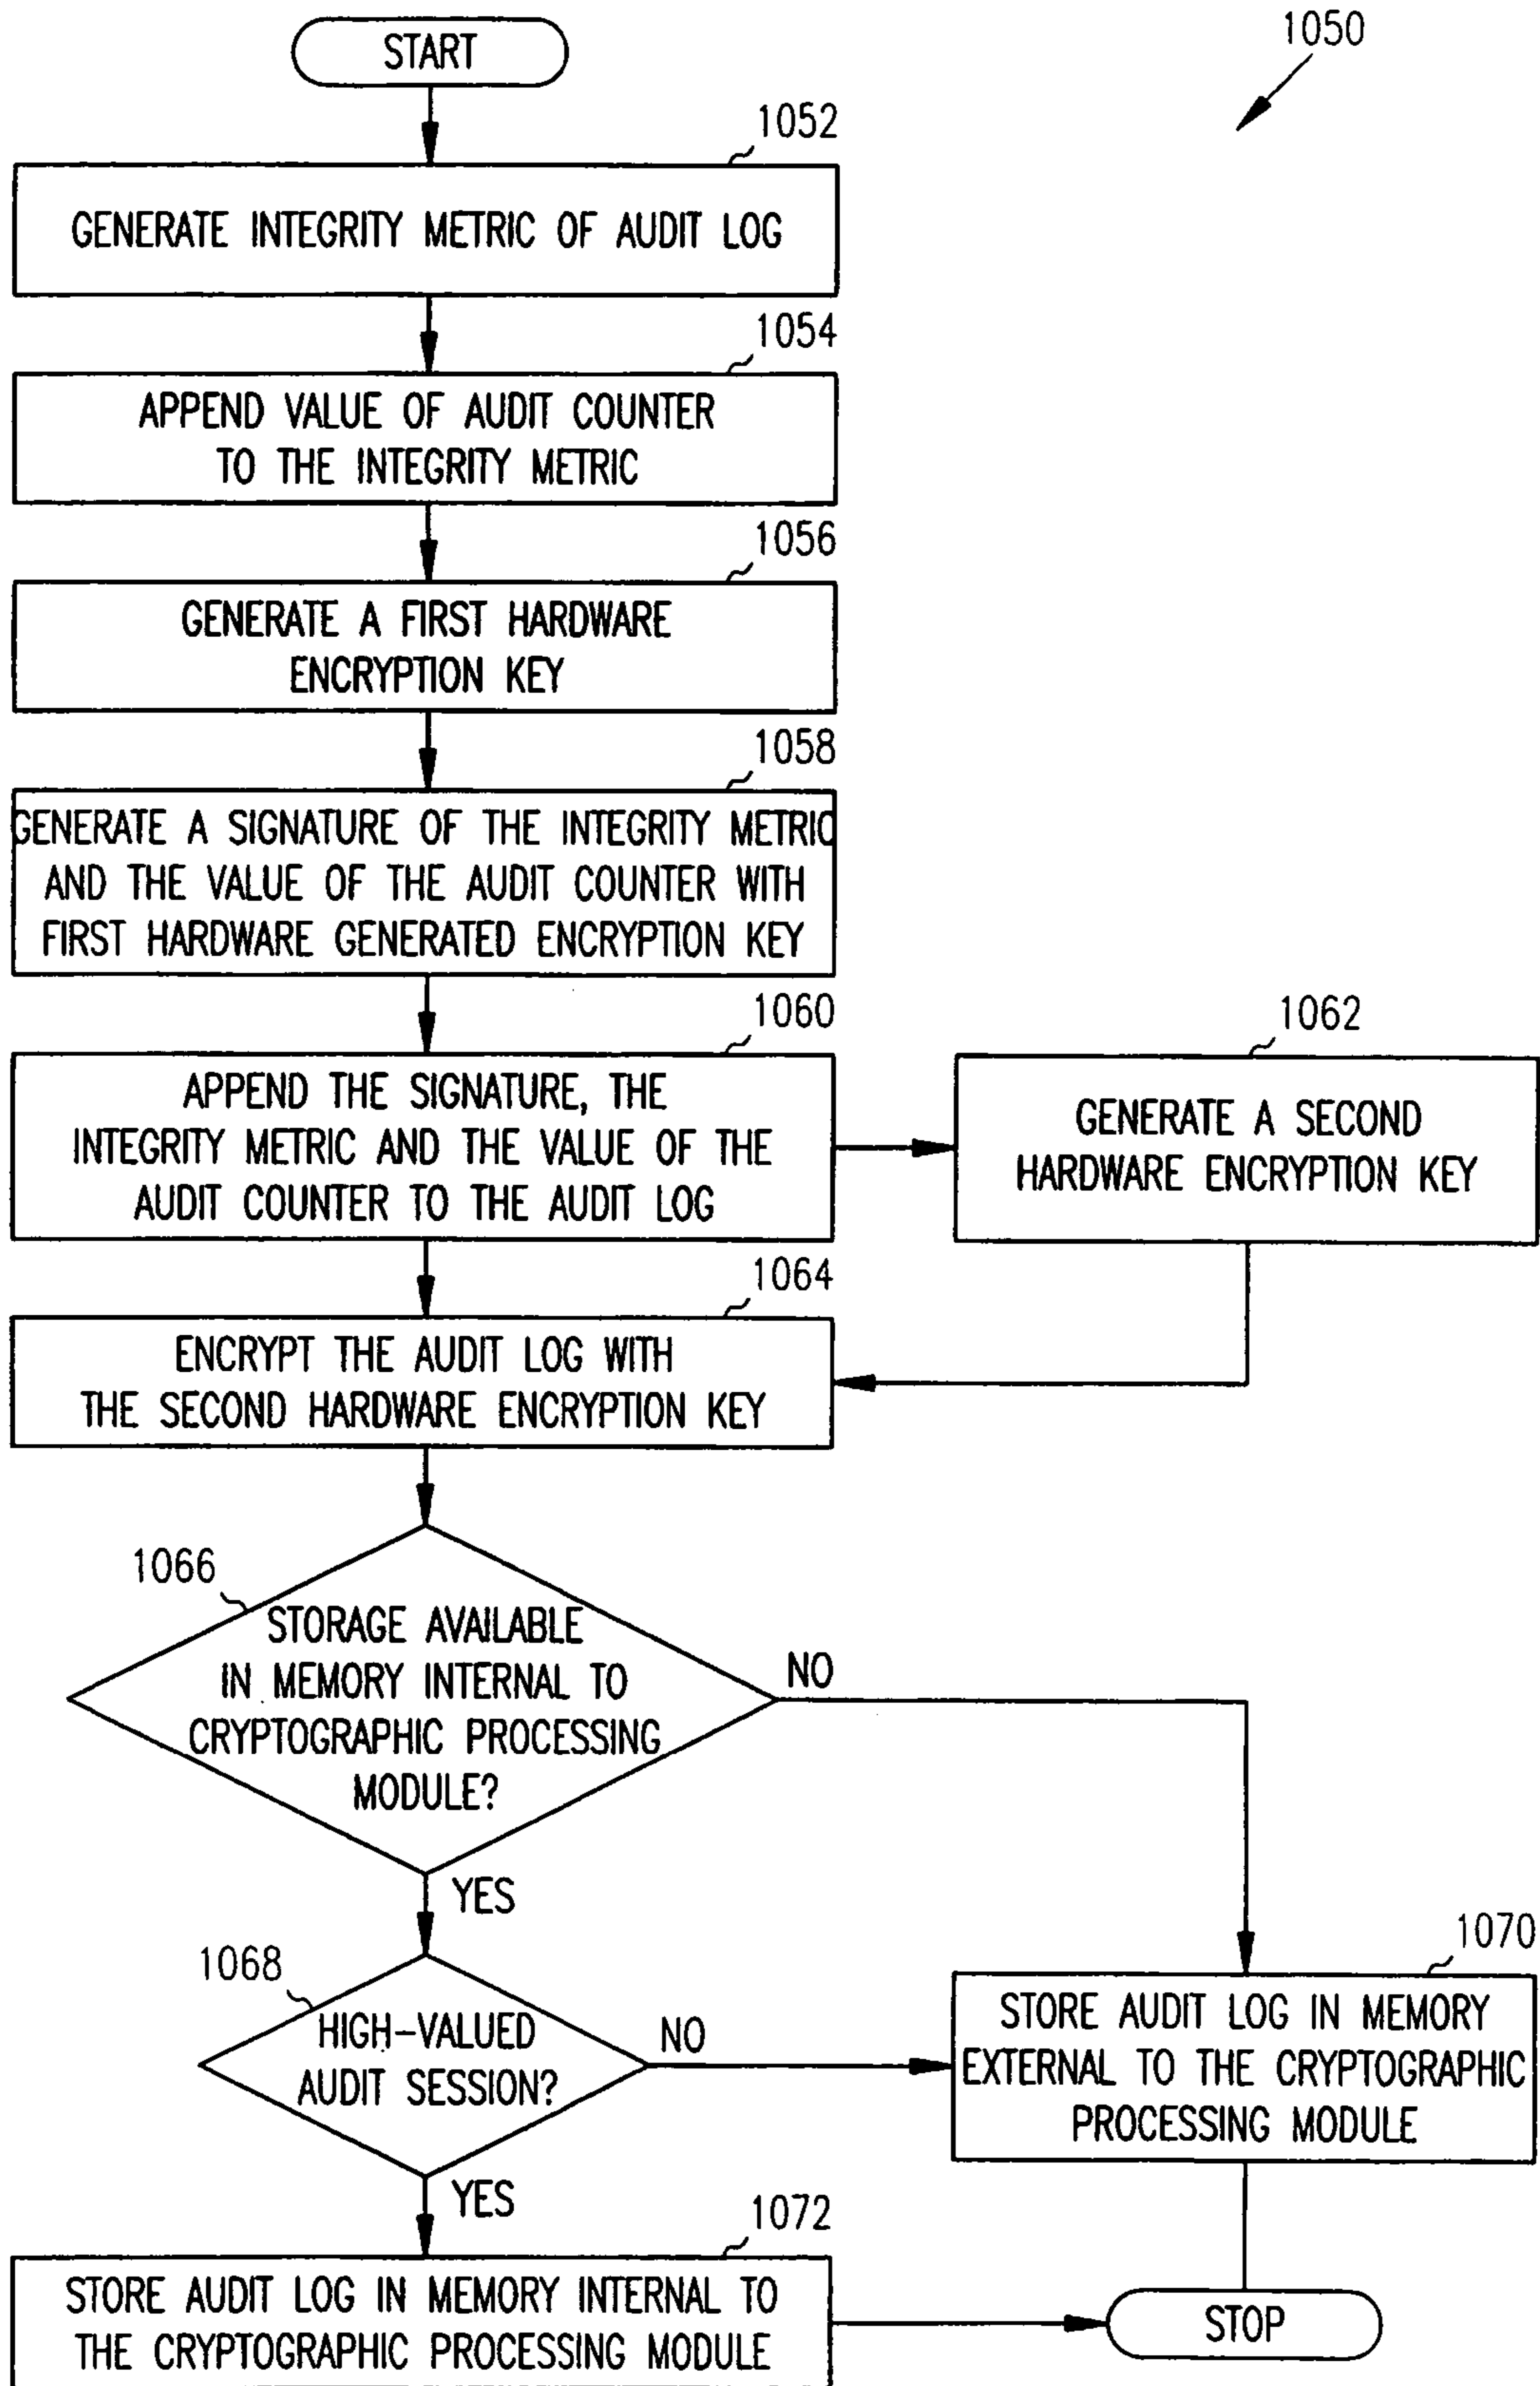 START
1050
1052
GENERATE INTEGRITY METRIC OF AUDIT LOG
1054
APPEND VALUE OF AUDIT COUNTER
TO THE INTEGRITY METRIC
1056
GENERATE A FIRST HARDWARE
ENCRYPTION KEY
1058
GENERATE A SIGNATURE OF THE INTEGRITY METRIC
AND THE VALUE OF THE AUDIT COUNTER WITH
FIRST HARDWARE GENERATED ENCRYPTION KEY
1060
APPEND THE SIGNATURE, THE
INTEGRITY METRIC AND THE VALUE OF THE
AUDIT COUNTER TO THE AUDIT LOG
1062
GENERATE A SECOND
HARDWARE ENCRYPTION KEY
1064
ENCRYPT THE AUDIT LOG WITH
THE SECOND HARDWARE ENCRYPTION KEY
1066
STORAGE AVAILABLE
IN MEMORY INTERNAL TO
CRYPTOGRAPHIC PROCESSING
MODULE?
NO
YES
1068
HIGH-VALUED
AUDIT SESSION?
NO
YES
1070
STORE AUDIT LOG IN MEMORY
EXTERNAL TO THE CRYPTOGRAPHIC
PROCESSING MODULE
1072
STORE AUDIT LOG IN MEMORY INTERNAL TO
THE CRYPTOGRAPHIC PROCESSING MODULE
STOP